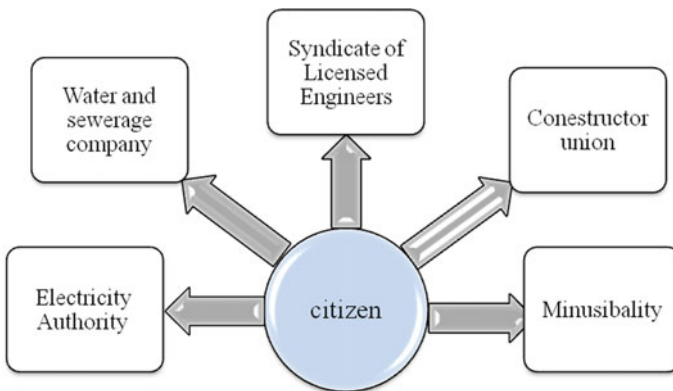 Syndicate of
Licensed
Engineers
Water and
sewerage
company
Conestructor
union
Electricity
Authority
citizen
Minusibality